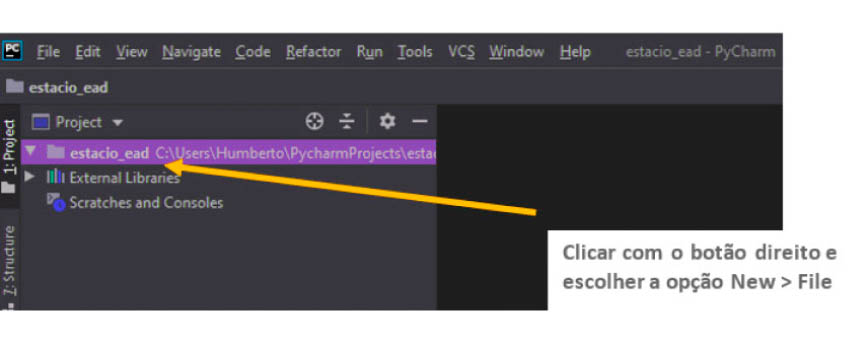 PC File Edit View Navigate Code Refactor Run Tools VCS Window Help estacio_ead - PyCharm
estacio_ead
1: Project
Project
estacio_ead C:\Users\Humberto\PycharmProjects\estac
External Libraries
Scratches and Consoles
7: Structure
Clicar com o botão direito e
escolher a opção New > File